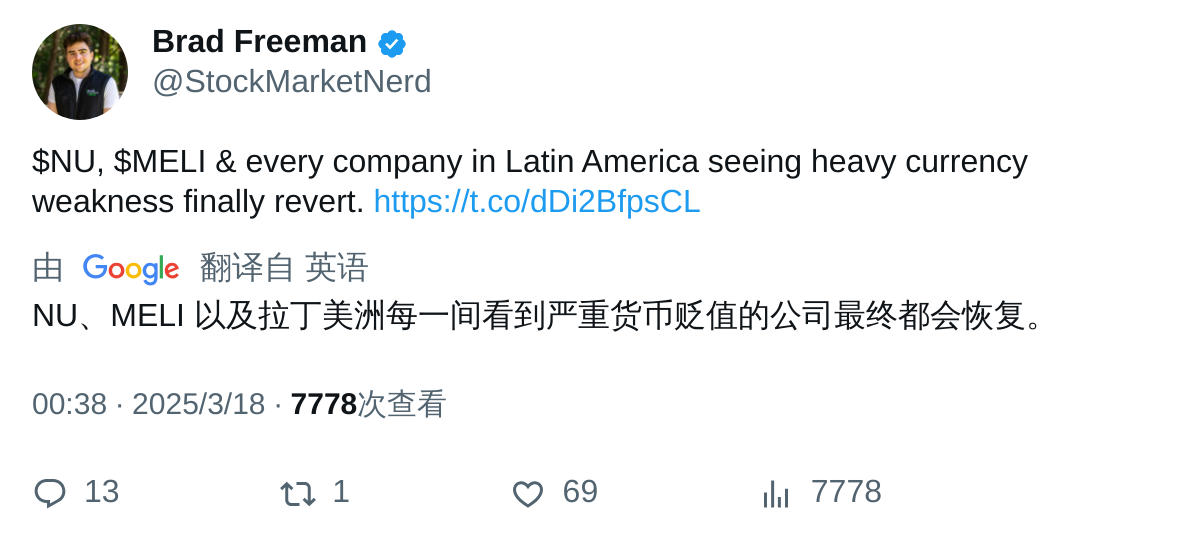 Brad Freeman
@StockMarketNerd
$NU, $MELI & every company in Latin America seeing heavy currency
weakness finally revert. https://t.co/dDi2BfpsCL
由 Google 翻译自 英语
NU、MELI 以及拉丁美洲每一间看到严重货币贬值的公司最终都会恢复。
00:38 · 2025/3/18 · 7778次查看
13 1 69 7778